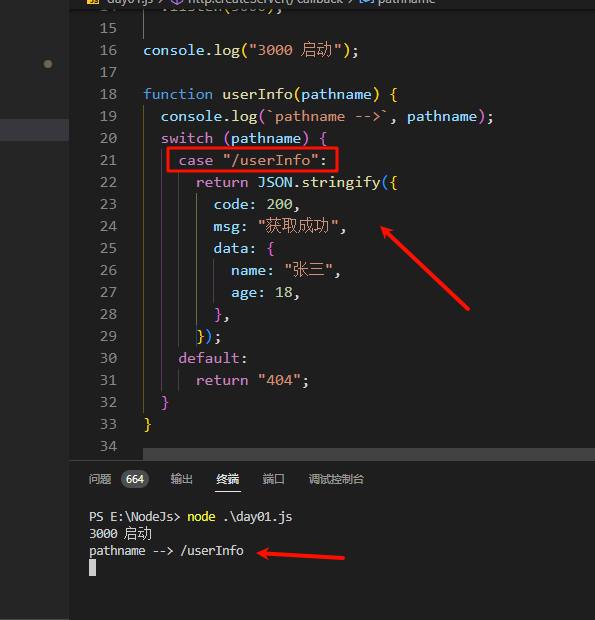 day01.js > http.createServer() callback > pathname
14 .listen(3000);
15
16 console.log("3000 启动");
17
18 function userInfo(pathname) {
19 console.log(`pathname -->`, pathname);
20 switch (pathname) {
21 case "/userInfo":
22 return JSON.stringify({
23 code: 200,
24 msg: "获取成功",
25 data: {
26 name: "张三",
27 age: 18,
28 },
29 });
30 default:
31 return "404";
32 }
33 }
34
问题 664 输出 终端 端口 调试控制台
PS E:\NodeJs> node .\day01.js
3000 启动
pathname --> /userInfo